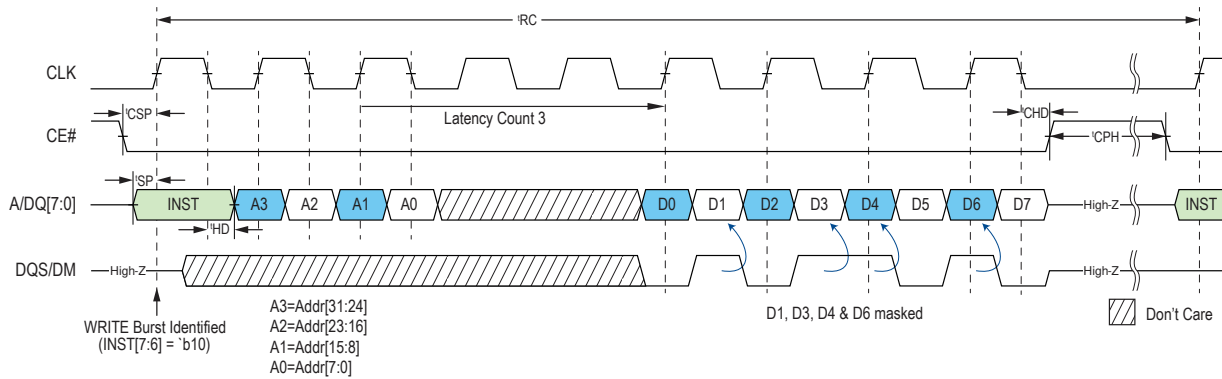 tRC
CLK
tCSP
Latency Count 3
tCHD
CE#
tCPH
tSP
A/DQ[7:0]
INST
A3
A2
A1
A0
D0
D1
D2
D3
D4
D5
D6
D7
High-Z
INST
tHD
DQS/DM
High-Z
High-Z
WRITE Burst Identified
(INST[7:6] = `b10)
A3=Addr[31:24]
A2=Addr[23:16]
A1=Addr[15:8]
A0=Addr[7:0]
D1, D3, D4 & D6 masked
Don't Care